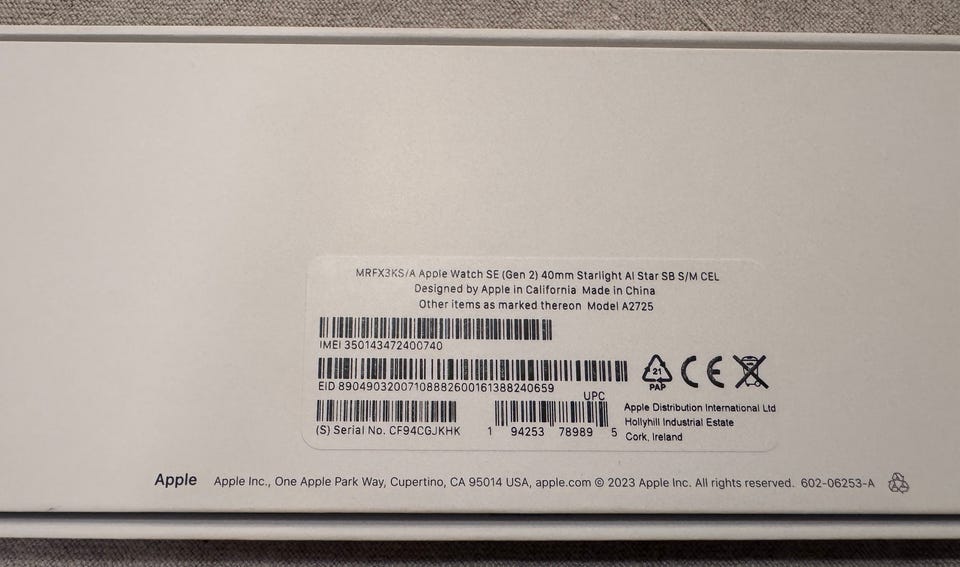 MRFX3KS/A Apple Watch SE (Gen 2) 40mm Starlight Al Star SB S/M CEL
Designed by Apple in California Made in China
Other items as marked thereon Model A2725
IMEI 350143472400740
EID 89049032007108882600161388240659
21
PAP
CE
UPC
(S) Serial No. CF94CGJKHK
1 94253 78989 5
Apple Distribution International Ltd
Hollyhill Industrial Estate
Cork, Ireland
Apple Apple Inc., One Apple Park Way, Cupertino, CA 95014 USA, apple.com © 2023 Apple Inc. All rights reserved. 602-06253-A